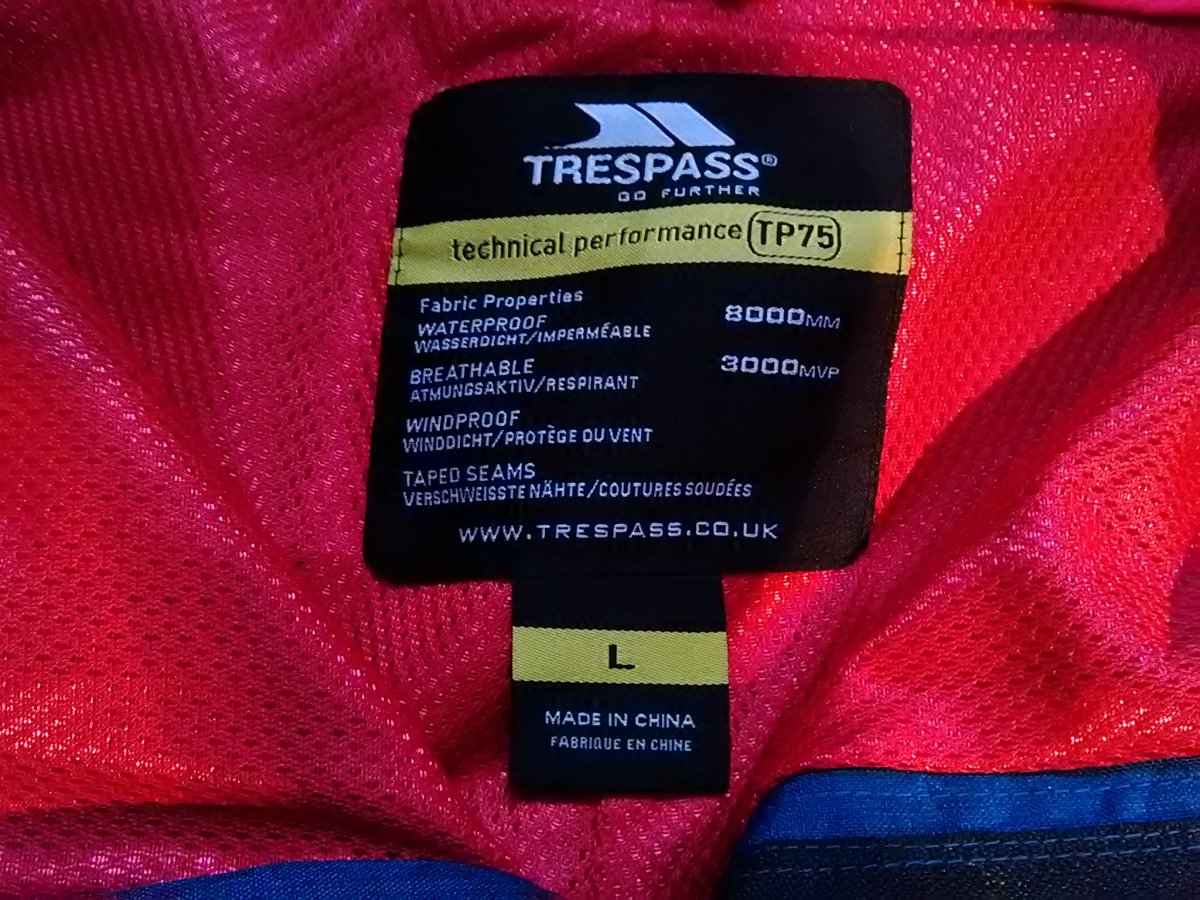 TRESPASS®
GO FURTHER
technical performance TP75
Fabric Properties
WATERPROOF 8000MM
WASSERDICHT/IMPERMÉABLE
BREATHABLE 3000MVP
ATMUNGSAKTIV/RESPIRANT
WINDPROOF
WINDDICHT/PROTÈGE OU VENT
TAPED SEAMS
VERSCHWEISSTE NÄHTE/COUTURES SOUDÉES
WWW.TRESPASS.CO.UK
L
MADE IN CHINA
FABRIQUE EN CHINE